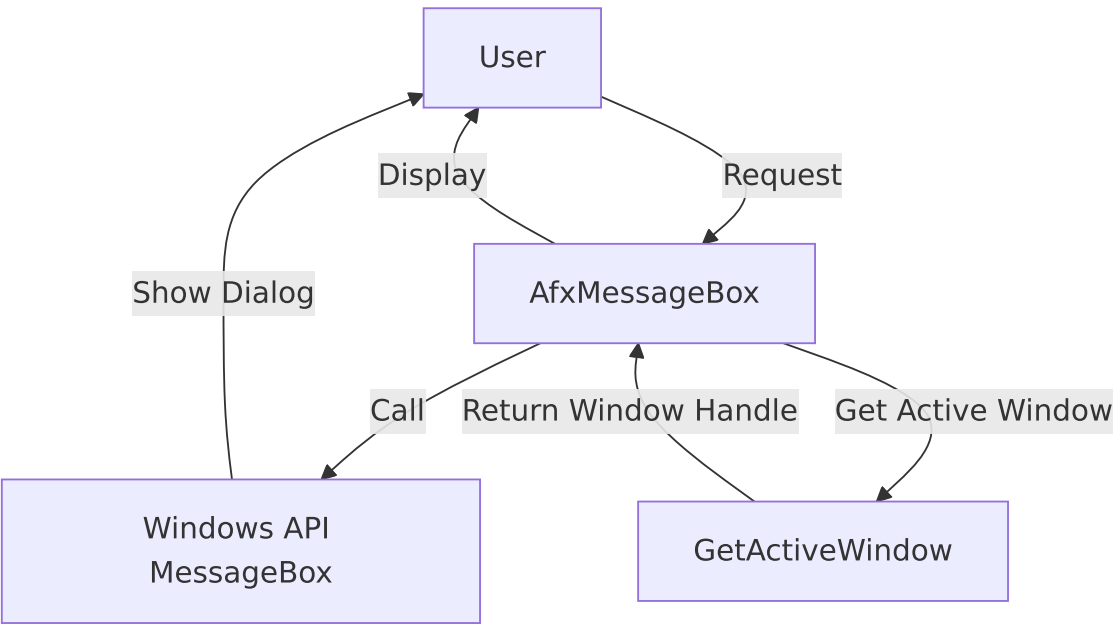 User
Display
Request
Show Dialog
AfxMessageBox
Call
Return Window Handle
Get Active Window
Windows API
MessageBox
GetActiveWindow